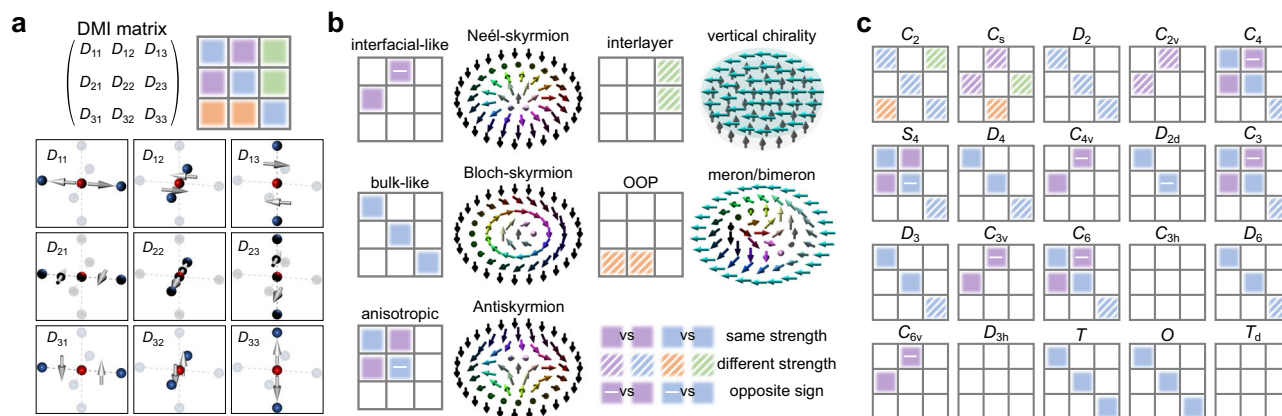 a
DMI matrix
D11 D12 D13
D21 D22 D23
D31 D32 D33
D11
D12
D13
D21
D22
D23
D31
D32
D33
b
interfacial-like
Neél-skyrmion
interlayer
vertical chirality
bulk-like
Bloch-skyrmion
OOP
meron/bimeron
anisotropic
Antiskyrmion
vs vs same strength
different strength
vs vs opposite sign
c
C2 Cs D2 C2v C4
S4 D4 C4v D2d C3
D3 C3v C6 C3h D6
C6v D3h T O Td